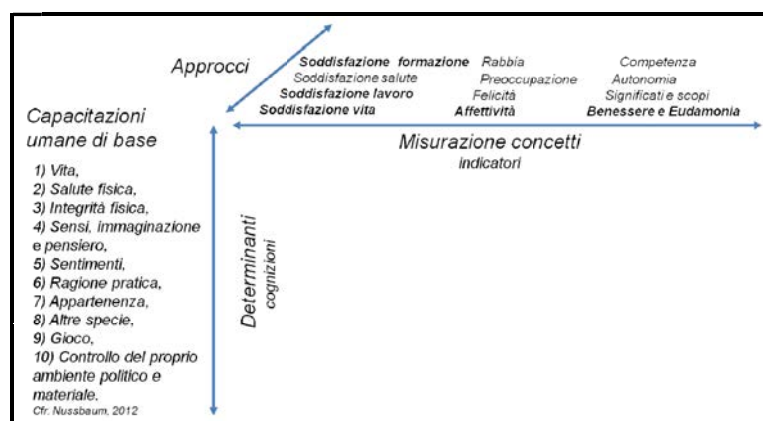 Approcci
Soddisfazione formazione
Soddisfazione salute
Soddisfazione lavoro
Soddisfazione vita
Rabbia
Preoccupazione
Felicità
Affettività
Competenza
Autonomia
Significati e scopi
Benessere e Eudamonia
Misurazione concetti
indicatori
Capacitazioni
umane di base
1) Vita,
2) Salute fisica,
3) Integrità fisica,
4) Sensi, immaginazione
e pensiero,
5) Sentimenti,
6) Ragione pratica,
7) Appartenenza,
8) Altre specie,
9) Gioco,
10) Controllo del proprio
ambiente politico e
materiale.
Cfr. Nussbaum, 2012
Determinanti
cognizioni